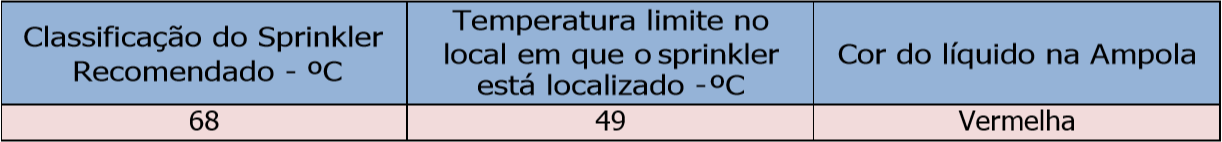 Classificação do Sprinkler
Recomendado - ºC
Temperatura limite no
local em que o sprinkler
está localizado -ºC
Cor do líquido na Ampola
68
49
Vermelha